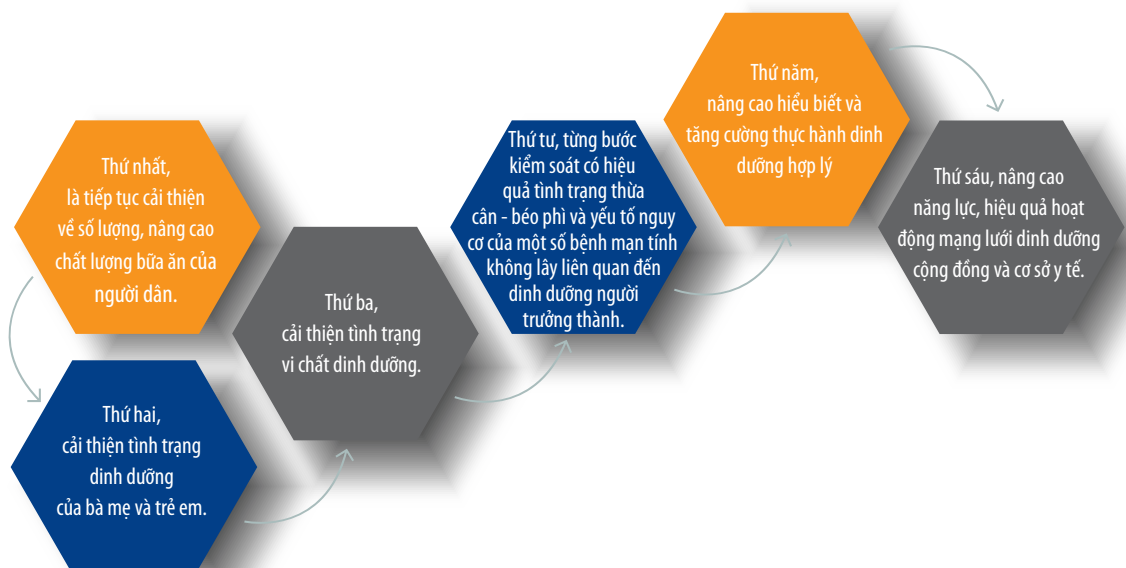 Thứ nhất,
là tiếp tục cải thiện
về số lượng, nâng cao
chất lượng bữa ăn của
người dân.
Thứ hai,
cải thiện tình trạng
dinh dưỡng
của bà mẹ và trẻ em.
Thứ ba,
cải thiện tình trạng
vi chất dinh dưỡng.
Thứ tư, từng bước
kiểm soát có hiệu
quả tình trạng thừa
cân - béo phì và yếu tố nguy
cơ của một số bệnh mạn tính
không lây liên quan đến
dinh dưỡng người
trưởng thành.
Thứ năm,
nâng cao hiểu biết và
tăng cường thực hành dinh
dưỡng hợp lý
Thứ sáu, nâng cao
năng lực, hiệu quả hoạt
động mạng lưới dinh dưỡng
cộng đồng và cơ sở y tế.